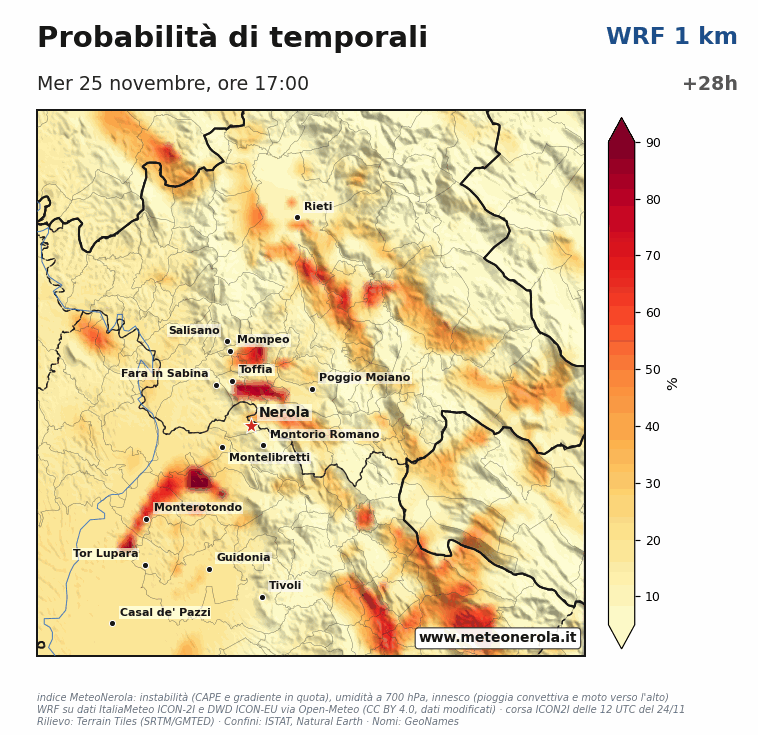 Probabilità di temporali
WRF 1 km
Mer 25 novembre, ore 17:00
+28h
Rieti
Salisano
Mompeo
Toffia
Fara in Sabina
Poggio Moiano
Nerola
Montorio Romano
Montelibretti
Monterotondo
Tor Lupara
Guidonia
Tivoli
Casal de' Pazzi
www.meteonerola.it
90
80
70
60
50
40
30
20
10
%
indice MeteoNerola: instabilità (CAPE e gradiente in quota), umidità a 700 hPa, innesco (pioggia convettiva e moto verso l'alto)
WRF su dati ItaliaMeteo ICON-2I e DWD ICON-EU via Open-Meteo (CC BY 4.0, dati modificati) · corsa ICON2I delle 12 UTC del 24/11
Rilievo: Terrain Tiles (SRTM/GMTED) · Confini: ISTAT, Natural Earth · Nomi: GeoNames